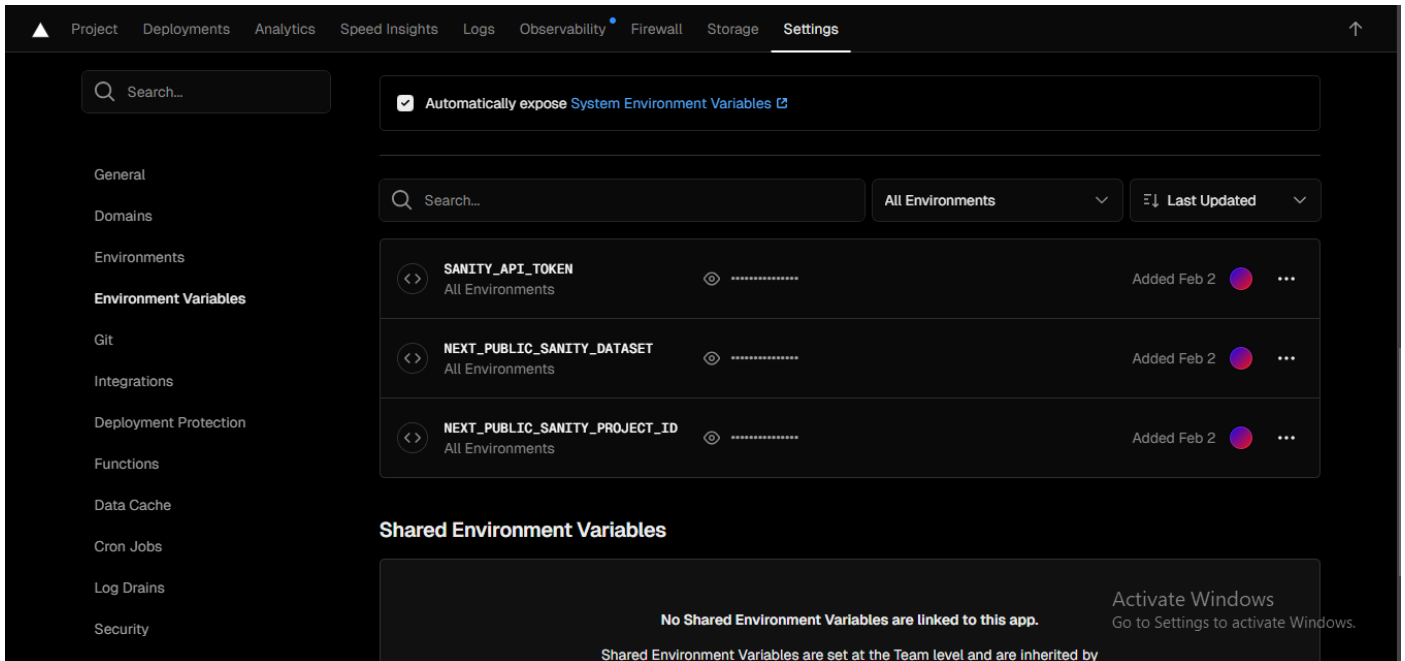 Project Deployments Analytics Speed Insights Logs Observability Firewall Storage Settings
Search...
General
Domains
Environments
Environment Variables
Git
Integrations
Deployment Protection
Functions
Data Cache
Cron Jobs
Log Drains
Security
Automatically expose System Environment Variables
Search...
All Environments
Last Updated
SANITY_API_TOKEN
All Environments
Added Feb 2
NEXT_PUBLIC_SANITY_DATASET
All Environments
Added Feb 2
NEXT_PUBLIC_SANITY_PROJECT_ID
All Environments
Added Feb 2
Shared Environment Variables
No Shared Environment Variables are linked to this app.
Shared Environment Variables are set at the Team level and are inherited by
Activate Windows
Go to Settings to activate Windows.